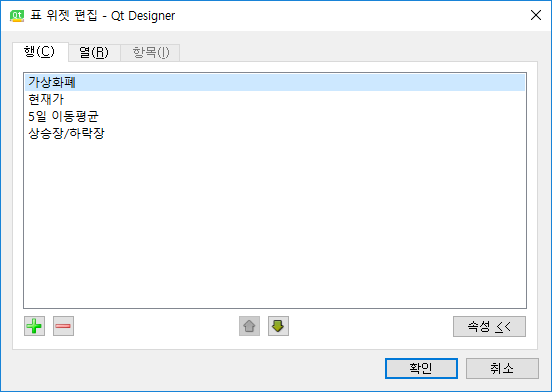 Qt 표 위젯 편집 - Qt Designer
행(C) 열(R) 항목(I)
가상화폐
현재가
5일 이동평균
상승장/하락장
속성 <<
확인 취소